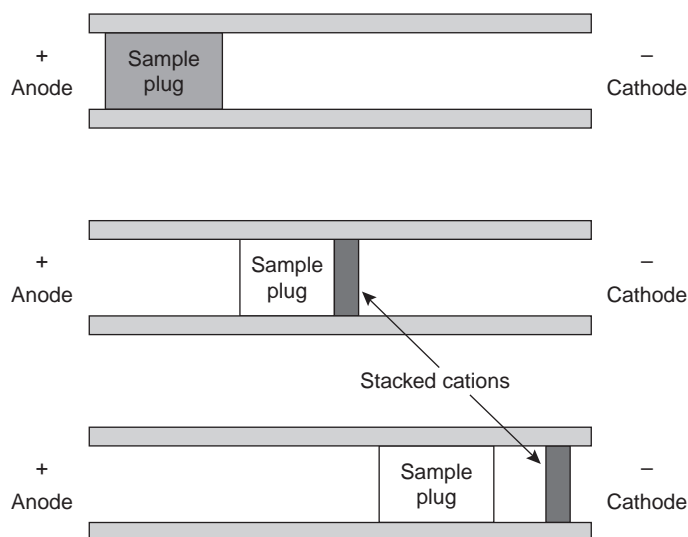 +
Anode
Sample
plug
–
Cathode
+
Anode
Sample
plug
–
Cathode
Stacked cations
+
Anode
Sample
plug
–
Cathode